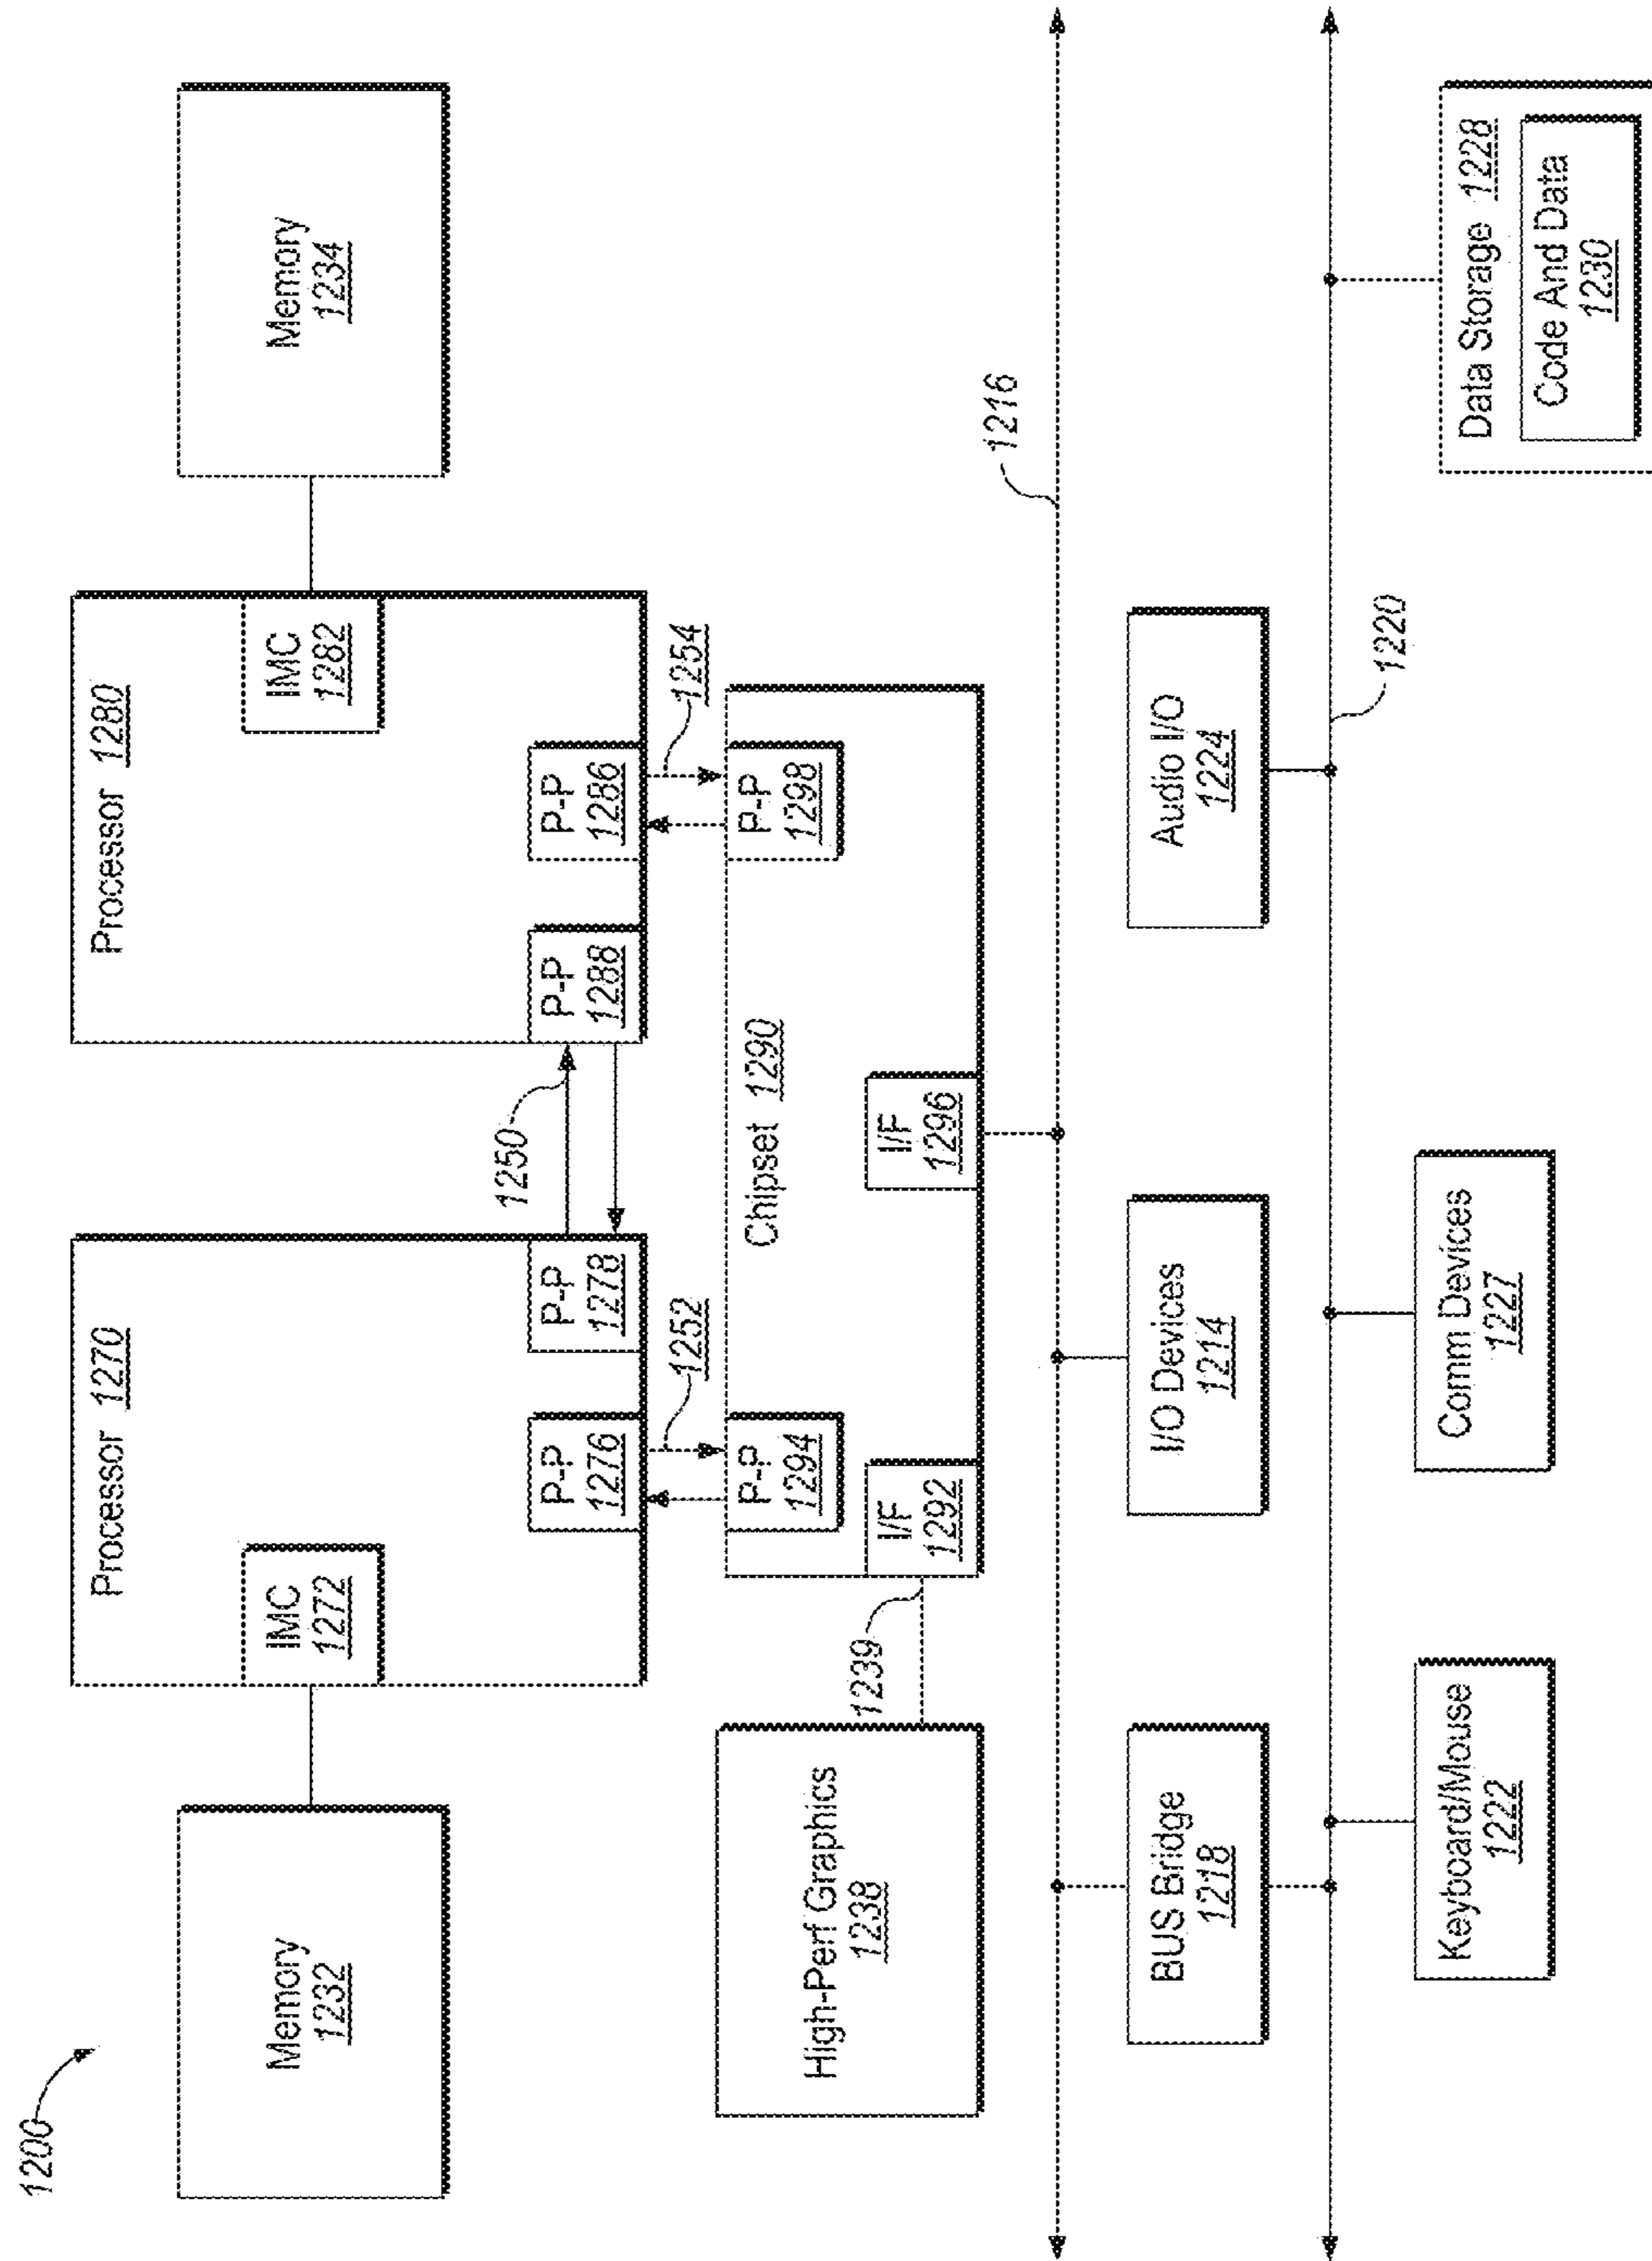 1200
Memory
1232
Processor 1270
IMC
1272
P-P
1276
P-P
1278
1250
Processor 1280
IMC
1282
P-P
1288
P-P
1286
Memory
1234
1252
1254
High-Perf Graphics
1238
1239
Chipset 1290
P-P
1294
P-P
1298
I/F
1292
I/F
1296
1216
BUS Bridge
1218
I/O Devices
1214
Audio I/O
1224
1220
Keyboard/Mouse
1222
Comm Devices
1227
Data Storage 1228
Code And Data
1230